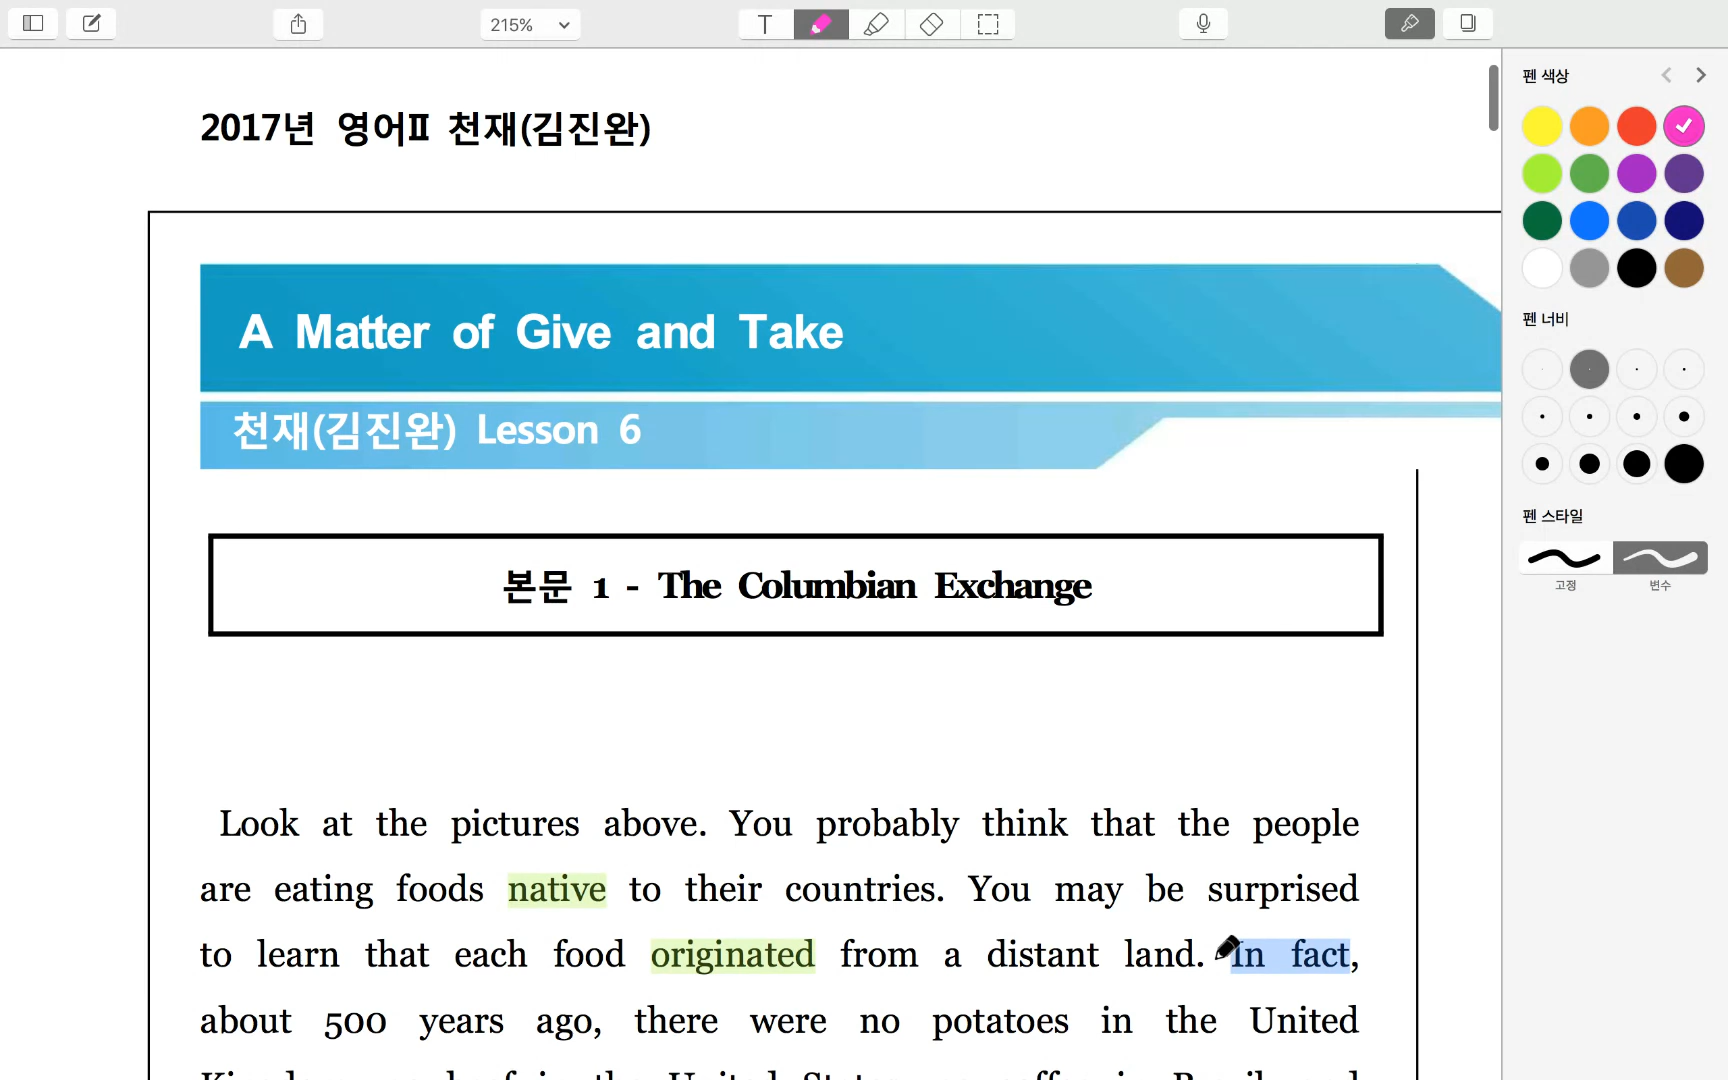 215%
T
펜 색상
2017년 영어Ⅱ 천재(김진완)
A Matter of Give and Take
천재(김진완) Lesson 6
펜 너비
펜 스타일
고정 변수
본문 1 - The Columbian Exchange
Look at the pictures above. You probably think that the people
are eating foods native to their countries. You may be surprised
to learn that each food originated from a distant land. In fact,
about 500 years ago, there were no potatoes in the United